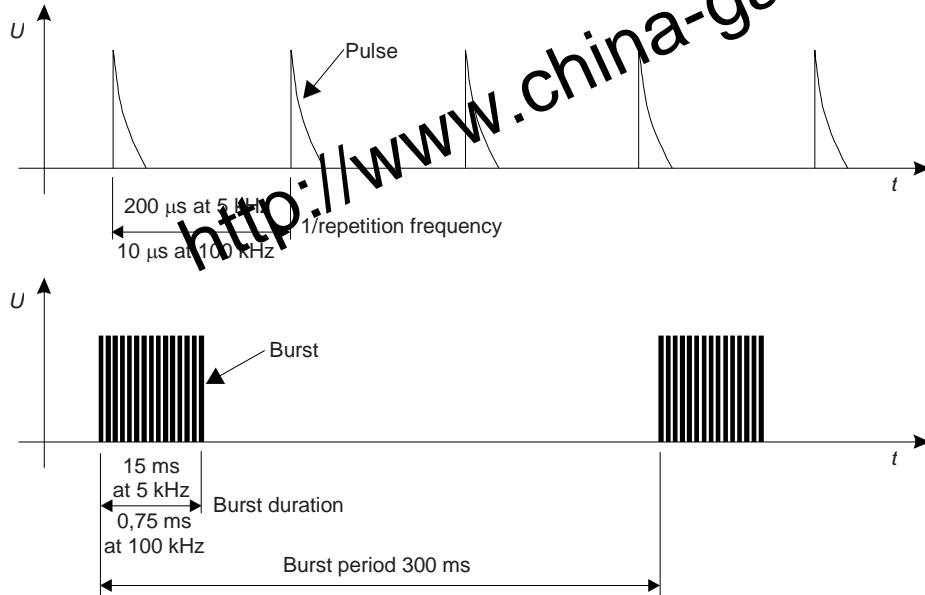 U
Pulse
http://www.china-ga
t
200 μs at 5 kHz
1/repetition frequency
10 μs at 100 kHz
U
Burst
t
15 ms
at 5 kHz
Burst duration
0,75 ms
at 100 kHz
Burst period 300 ms